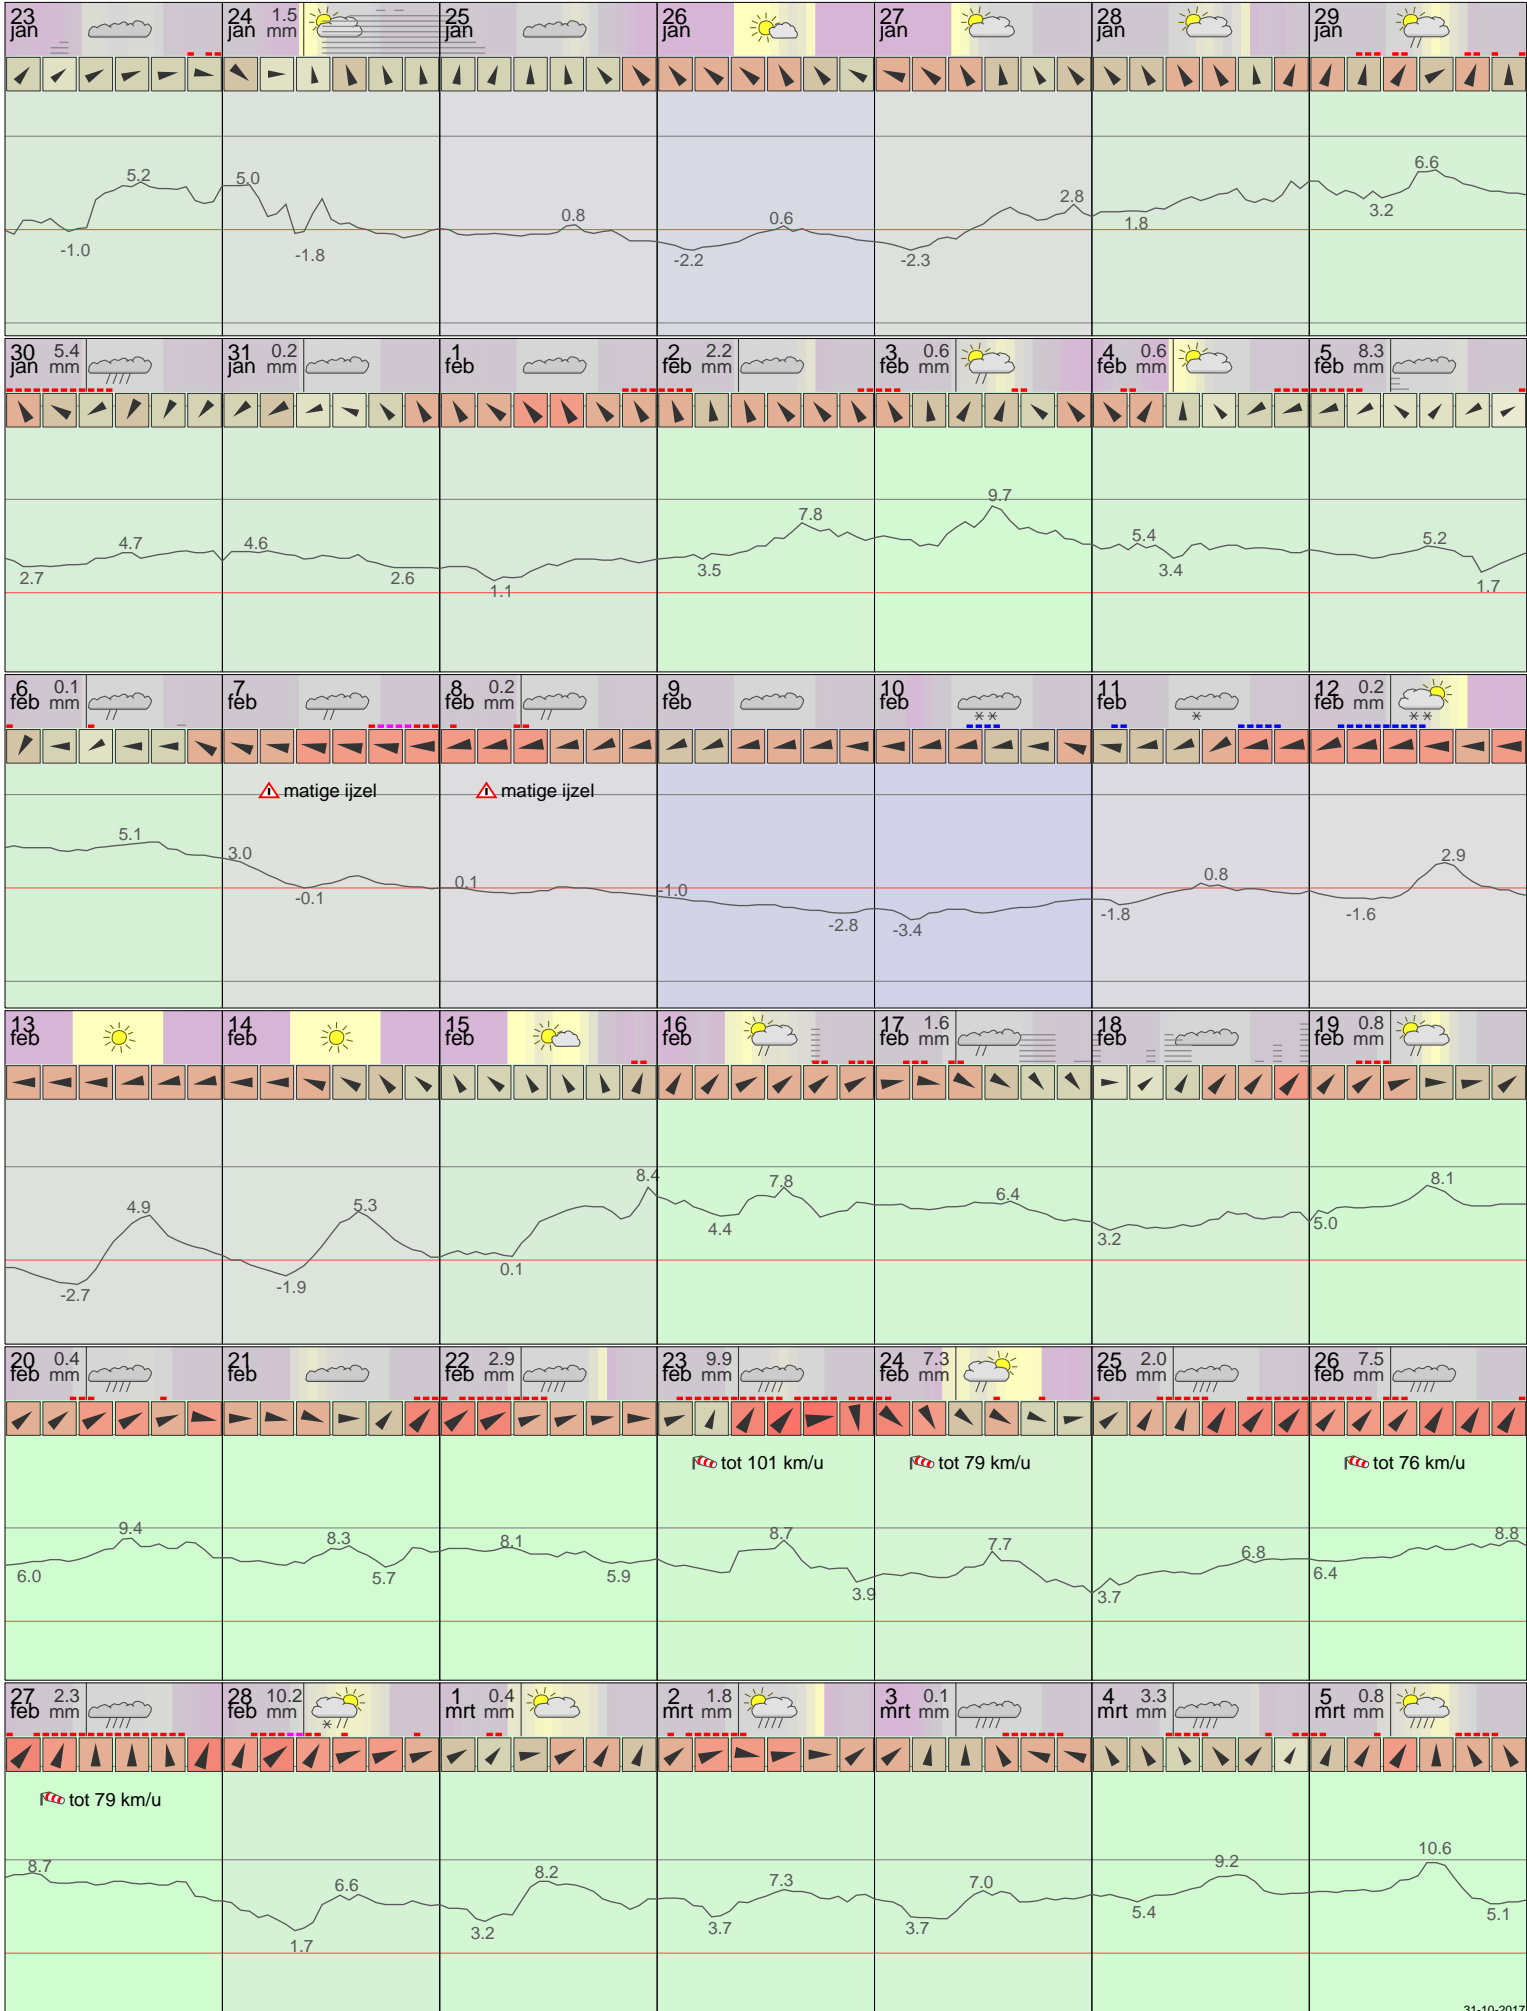 23 jan
24 jan 1.5 mm
25 jan
26 jan
27 jan
28 jan
29 jan
5.2 -1.0
5.0 -1.8
0.8
0.6 -2.2
2.8 -2.3
1.8
6.6 3.2
30 jan 5.4 mm
31 jan 0.2 mm
1 feb
2 feb 2.2 mm
3 feb 0.6 mm
4 feb 0.6 mm
5 feb 8.3 mm
4.7 2.7
4.6 2.6
1.1
7.8 3.5
9.7
5.4 3.4
5.2 1.7
6 feb 0.1 mm
7 feb
8 feb 0.2 mm
9 feb
10 feb
11 feb
12 feb 0.2 mm
matige ijzel
matige ijzel
5.1
3.0 -0.1
0.1
-1.0 -2.8
-3.4
0.8 -1.8
2.9 -1.6
13 feb
14 feb
15 feb
16 feb
17 feb 1.6 mm
18 feb
19 feb 0.8 mm
4.9 -2.7
5.3 -1.9
8.4 0.1
7.8 4.4
6.4
3.2
8.1 5.0
20 feb 0.4 mm
21 feb
22 feb 2.9 mm
23 feb 9.9 mm
24 feb 7.3 mm
25 feb 2.0 mm
26 feb 7.5 mm
tot 101 km/u
tot 79 km/u
tot 76 km/u
9.4 6.0
8.3 5.7
8.1 5.9
8.7 3.9
7.7
6.8 3.7
8.8 6.4
27 feb 2.3 mm
28 feb 10.2 mm
1 mrt 0.4 mm
2 mrt 1.8 mm
3 mrt 0.1 mm
4 mrt 3.3 mm
5 mrt 0.8 mm
tot 79 km/u
8.7
6.6 1.7
8.2 3.2
7.3 3.7
7.0 3.7
9.2 5.4
10.6 5.1
31-10-2017